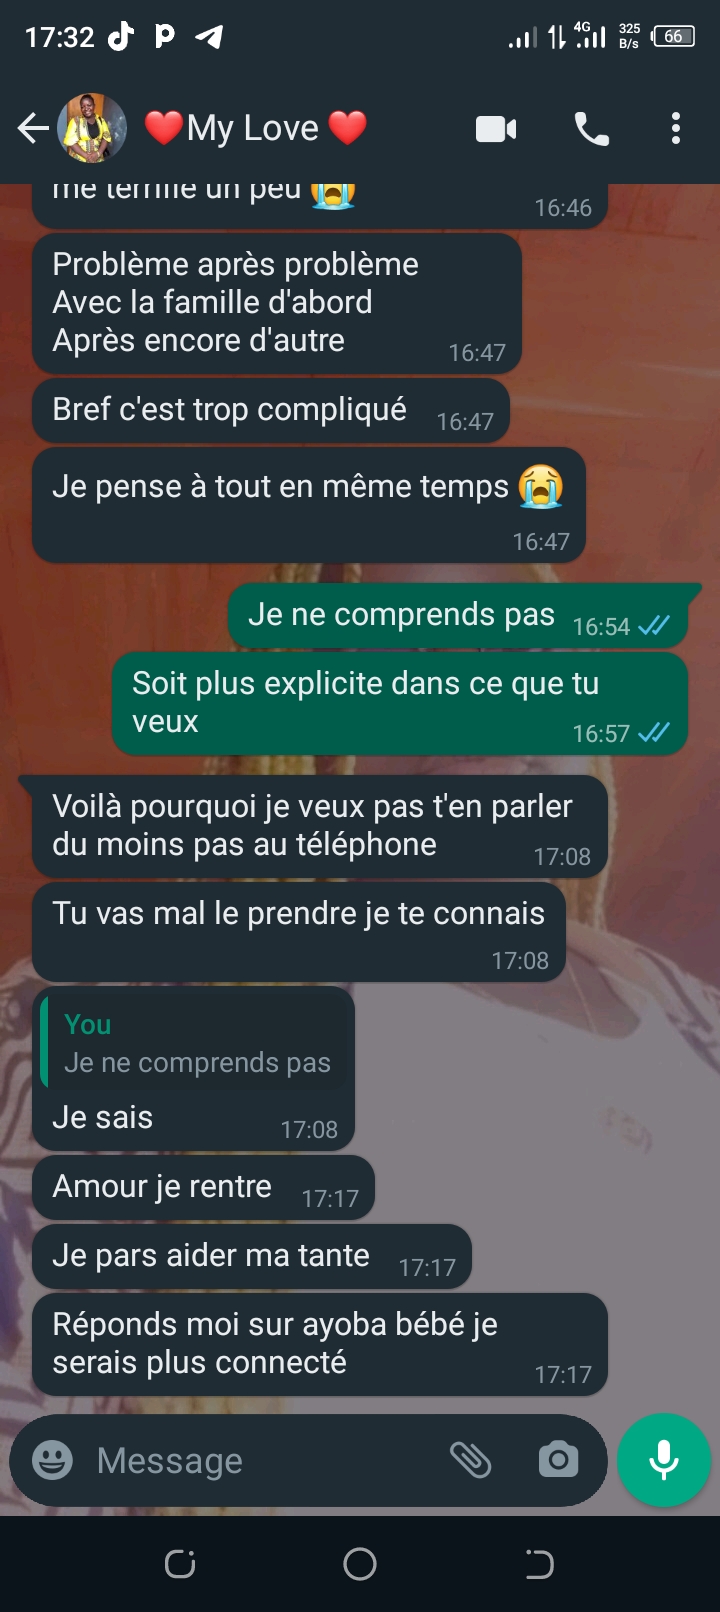 17:32
4G
325
B/s
66
My Love
me terrifie un peu
16:46
Problème après problème
Avec la famille d'abord
Après encore d'autre
16:47
Bref c'est trop compliqué
16:47
Je pense à tout en même temps
16:47
Je ne comprends pas
16:54
Soit plus explicite dans ce que tu
veux
16:57
Voilà pourquoi je veux pas t'en parler
du moins pas au téléphone
17:08
Tu vas mal le prendre je te connais
17:08
You
Je ne comprends pas
Je sais
17:08
Amour je rentre
17:17
Je pars aider ma tante
17:17
Réponds moi sur ayoba bébé je
serais plus connecté
17:17
Message